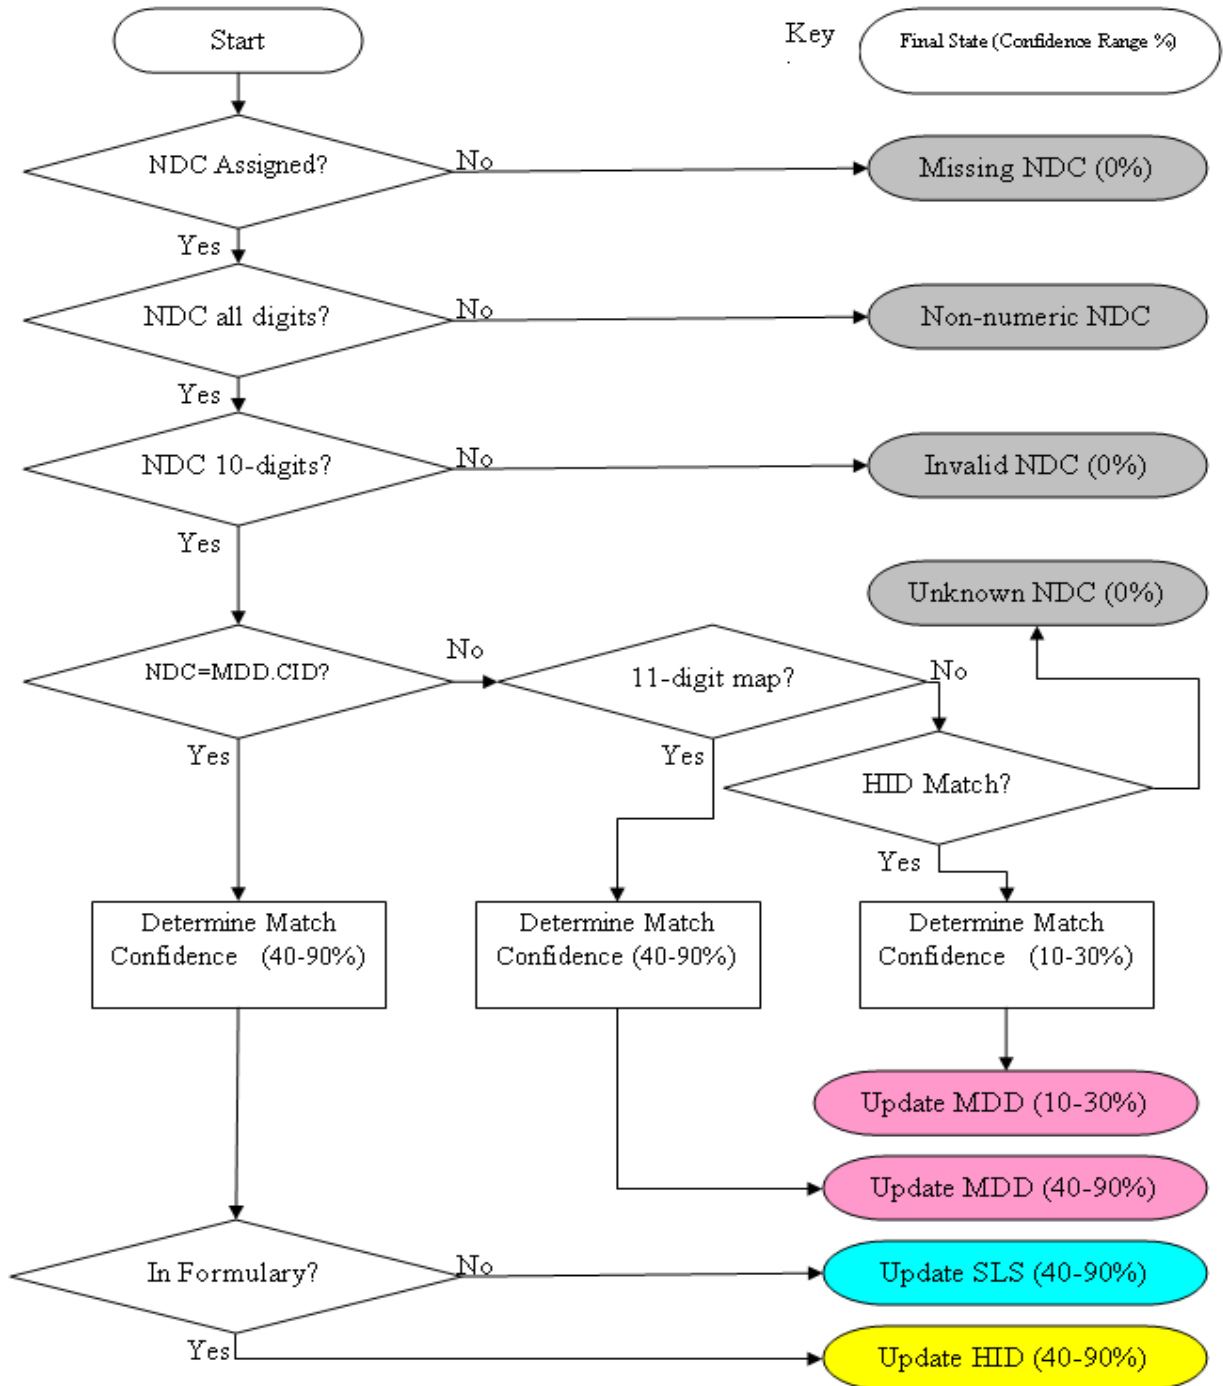 Start
Key
.
Final State (Confidence Range %)
NDC Assigned?
No
Missing NDC (0%)
Yes
NDC all digits?
No
Non-numeric NDC
Yes
NDC 10-digits?
No
Invalid NDC (0%)
Yes
Unknown NDC (0%)
NDC=MDD.CID?
No
11-digit map?
No
Yes
Yes
HID Match?
Yes
Determine Match
Confidence (40-90%)
Determine Match
Confidence (40-90%)
Determine Match
Confidence (10-30%)
Update MDD (10-30%)
Update MDD (40-90%)
In Formulary?
No
Update SLS (40-90%)
Yes
Update HID (40-90%)